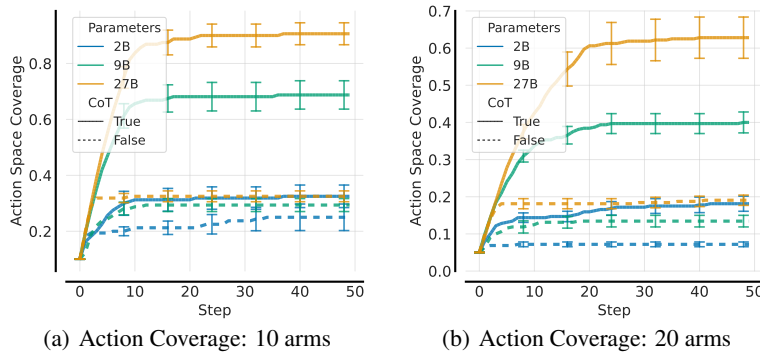 Parameters
2B
9B
27B
CoT
True
False
Action Space Coverage
0.8
0.6
0.4
0.2
0 10 20 30 40 50
Step
(a) Action Coverage: 10 arms
Parameters
2B
9B
27B
CoT
True
False
Action Space Coverage
0.7
0.6
0.5
0.4
0.3
0.2
0.1
0.0
0 10 20 30 40 50
Step
(b) Action Coverage: 20 arms